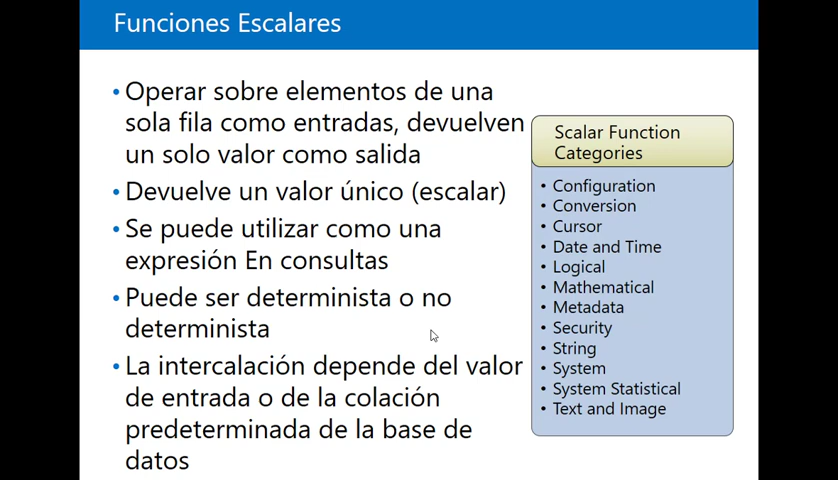 Funciones Escalares
• Operar sobre elementos de una
sola fila como entradas, devuelven
un solo valor como salida
• Devuelve un valor único (escalar)
• Se puede utilizar como una
expresión En consultas
• Puede ser determinista o no
determinista
• La intercalación depende del valor
de entrada o de la colación
predeterminada de la base de
datos
Scalar Function
Categories
• Configuration
• Conversion
• Cursor
• Date and Time
• Logical
• Mathematical
• Metadata
• Security
• String
• System
• System Statistical
• Text and Image